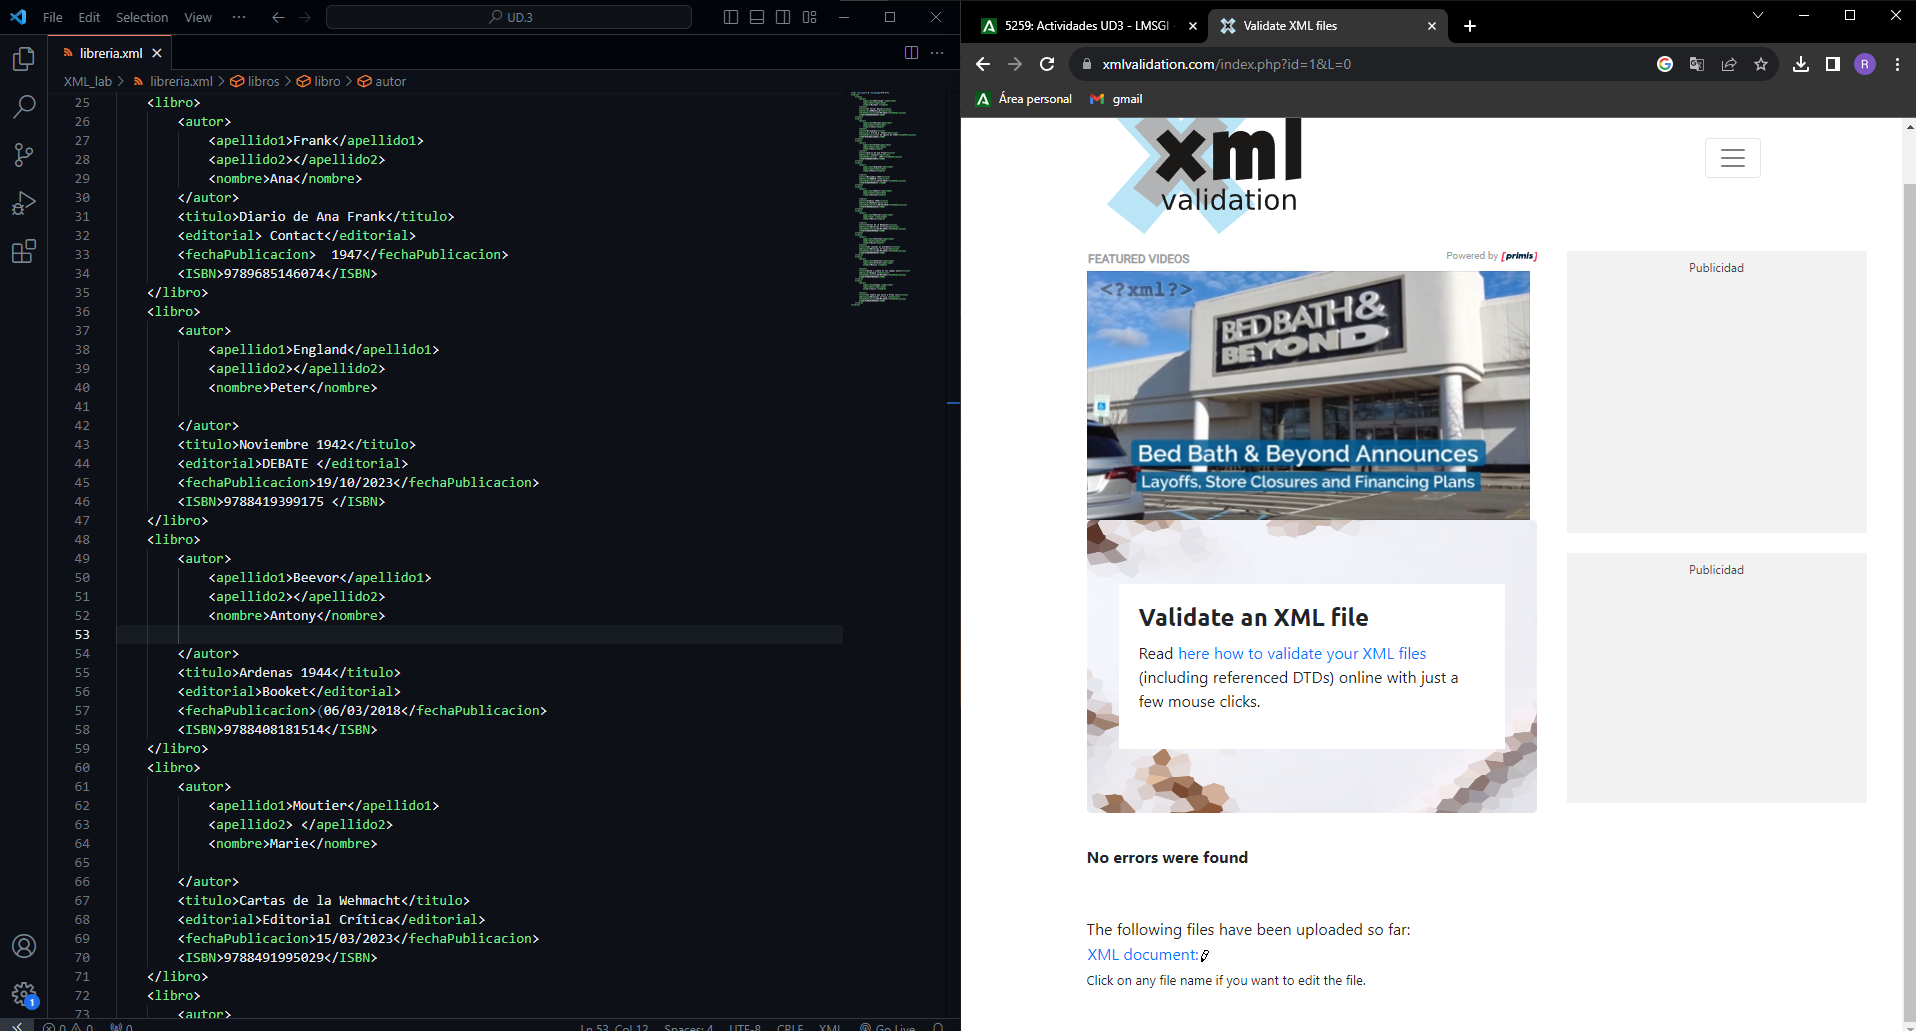 File Edit Selection View ··· UD.3
libreria.xml
XML_lab > libreria.xml > libros > libro > autor
25 <libro>
26 <autor>
27 <apellido1>Frank</apellido1>
28 <apellido2></apellido2>
29 <nombre>Ana</nombre>
30 </autor>
31 <titulo>Diario de Ana Frank</titulo>
32 <editorial> Contact</editorial>
33 <fechaPublicacion>  1947</fechaPublicacion>
34 <ISBN>9789685146074</ISBN>
35 </libro>
36 <libro>
37 <autor>
38 <apellido1>England</apellido1>
39 <apellido2></apellido2>
40 <nombre>Peter</nombre>
41
42 </autor>
43 <titulo>Noviembre 1942</titulo>
44 <editorial>DEBATE </editorial>
45 <fechaPublicacion>19/10/2023</fechaPublicacion>
46 <ISBN>9788419399175 </ISBN>
47 </libro>
48 <libro>
49 <autor>
50 <apellido1>Beevor</apellido1>
51 <apellido2></apellido2>
52 <nombre>Antony</nombre>
53
54 </autor>
55 <titulo>Ardenas 1944</titulo>
56 <editorial>Booket</editorial>
57 <fechaPublicacion>(06/03/2018</fechaPublicacion>
58 <ISBN>9788408181514</ISBN>
59 </libro>
60 <libro>
61 <autor>
62 <apellido1>Moutier</apellido1>
63 <apellido2> </apellido2>
64 <nombre>Marie</nombre>
65
66 </autor>
67 <titulo>Cartas de la Wehmacht</titulo>
68 <editorial>Editorial Crítica</editorial>
69 <fechaPublicacion>15/03/2023</fechaPublicacion>
70 <ISBN>9788491995029</ISBN>
71 </libro>
72 <libro>
73 <autor>
1
0 0 0 Ln 53, Col 12 Spaces: 4 UTF-8 CRLF XML Go Live
5259: Actividades UD3 - LMSGI Validate XML files
xmlvalidation.com/index.php?id=1&L=0 R
Área personal gmail
xml
validation
FEATURED VIDEOS Powered by [primis]
<?xml?>
BED BATH &
BEYOND
Bed Bath & Beyond Announces
Layoffs, Store Closures and Financing Plans
Publicidad
Publicidad
Validate an XML file
Read here how to validate your XML files
(including referenced DTDs) online with just a
few mouse clicks.
No errors were found
The following files have been uploaded so far:
XML document:
Click on any file name if you want to edit the file.